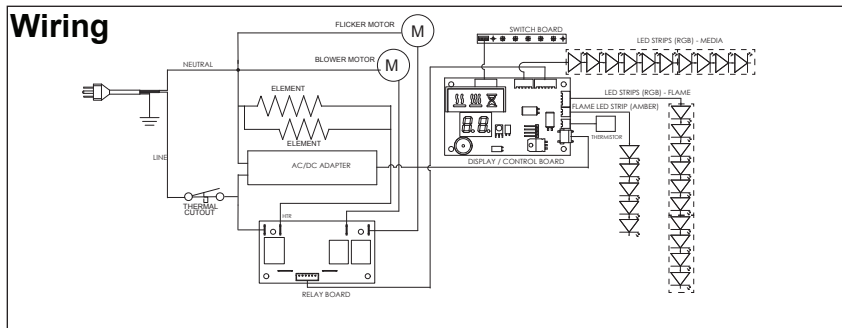 Wiring
FLICKER MOTOR
M
SWITCH BOARD
LED STRIPS (RGB) - MEDIA
BLOWER MOTOR
M
NEUTRAL
ELEMENT
LED STRIPS (RGB) - FLAME
FLAME LED STRIP (AMBER)
THERMISTOR
ELEMENT
AC/DC ADAPTER
DISPLAY / CONTROL BOARD
LINE
THERMAL
CUTOUT
HTR
RELAY BOARD